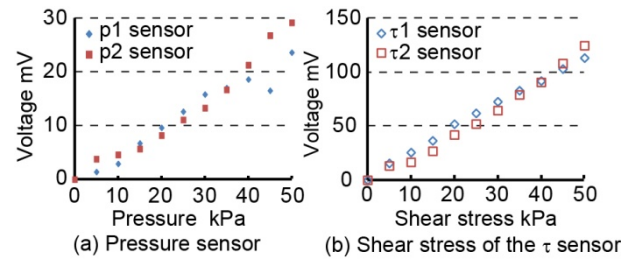 30
20
10
0
Voltage mV
p1 sensor
p2 sensor
0 10 20 30 40 50
Pressure kPa
(a) Pressure sensor
150
100
50
0
Voltage mV
τ1 sensor
τ2 sensor
0 10 20 30 40 50
Shear stress kPa
(b) Shear stress of the τ sensor